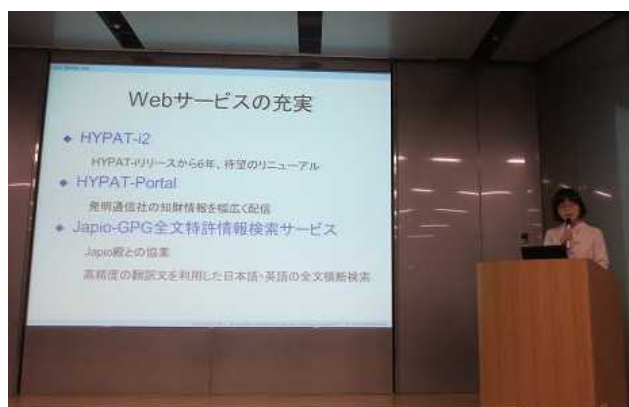 Webサービスの充実
◆ HYPAT-i2
HYPAT-iリリースから6年、待望のリニューアル
◆ HYPAT-Portal
発明通信社の知財情報を幅広く配信
◆ Japio-GPG全文特許情報検索サービス
Japio殿との協業
高精度の翻訳文を利用した日本語・英語の全文横断検索